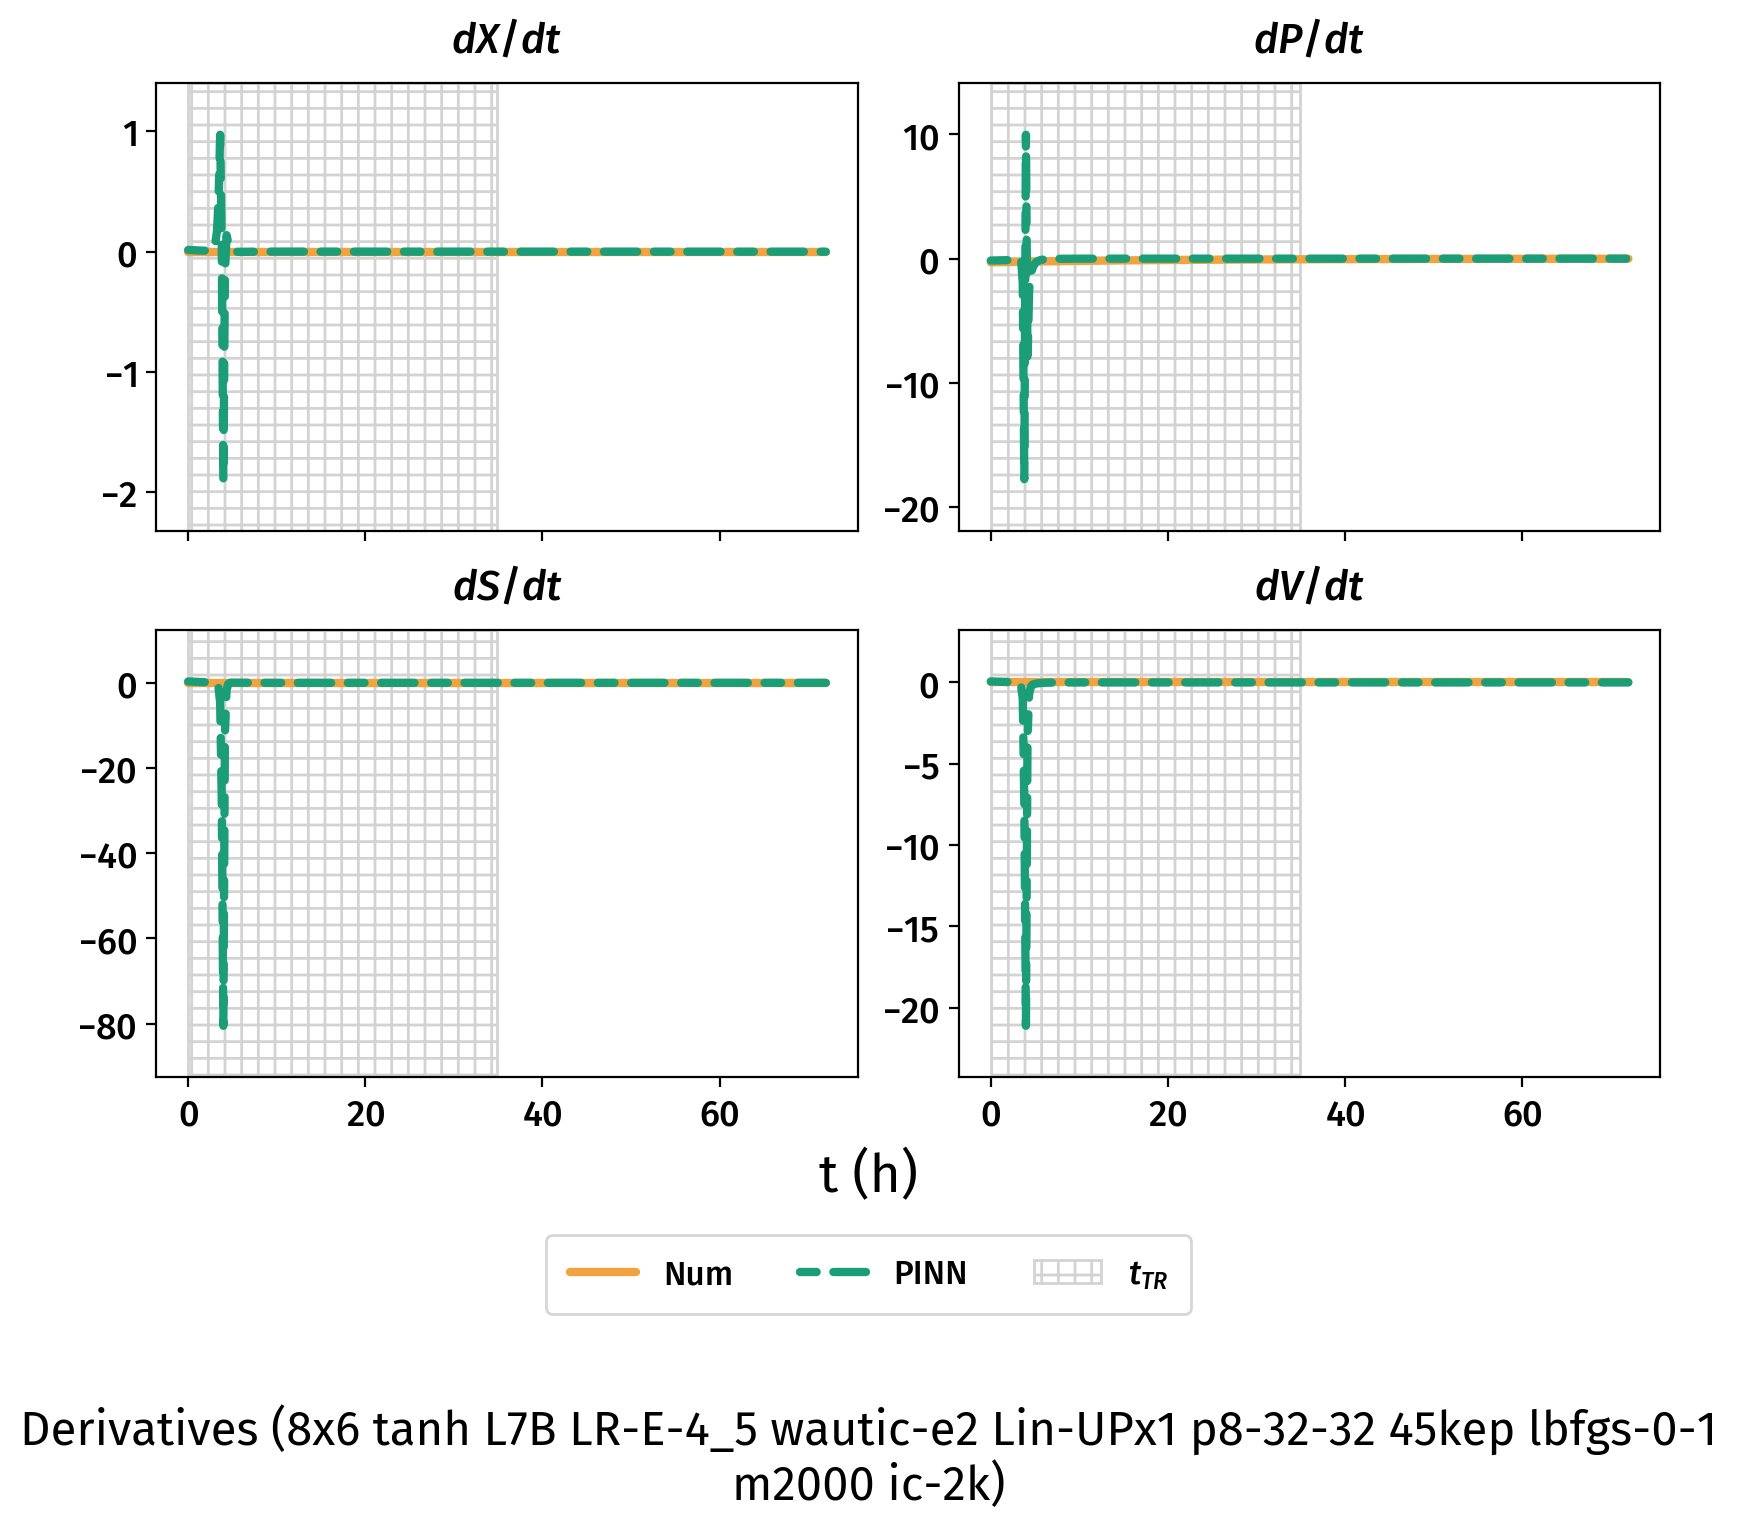 dX/dt
dP/dt
1
0
−1
−2
10
0
−10
−20
dS/dt
dV/dt
0
−20
−40
−60
−80
0
−5
−10
−15
−20
0 20 40 60
0 20 40 60
t (h)
Num PINN tTR
Derivatives (8x6 tanh L7B LR-E-4_5 wautic-e2 Lin-UPx1 p8-32-32 45kep lbfgs-0-1
m2000 ic-2k)